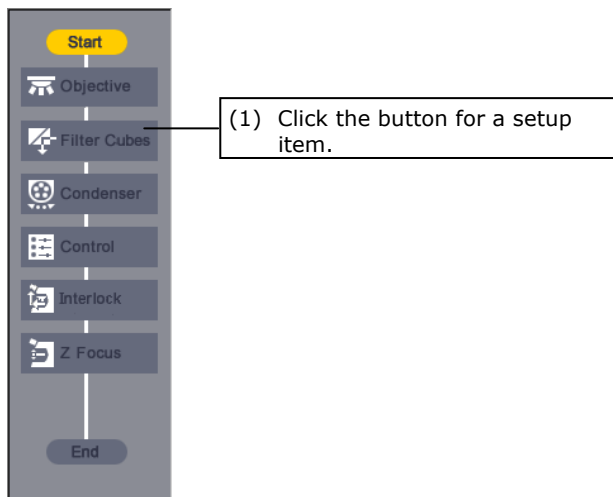 Start
Objective
Filter Cubes
(1) Click the button for a setup
item.
Condenser
Control
Interlock
Z Focus
End